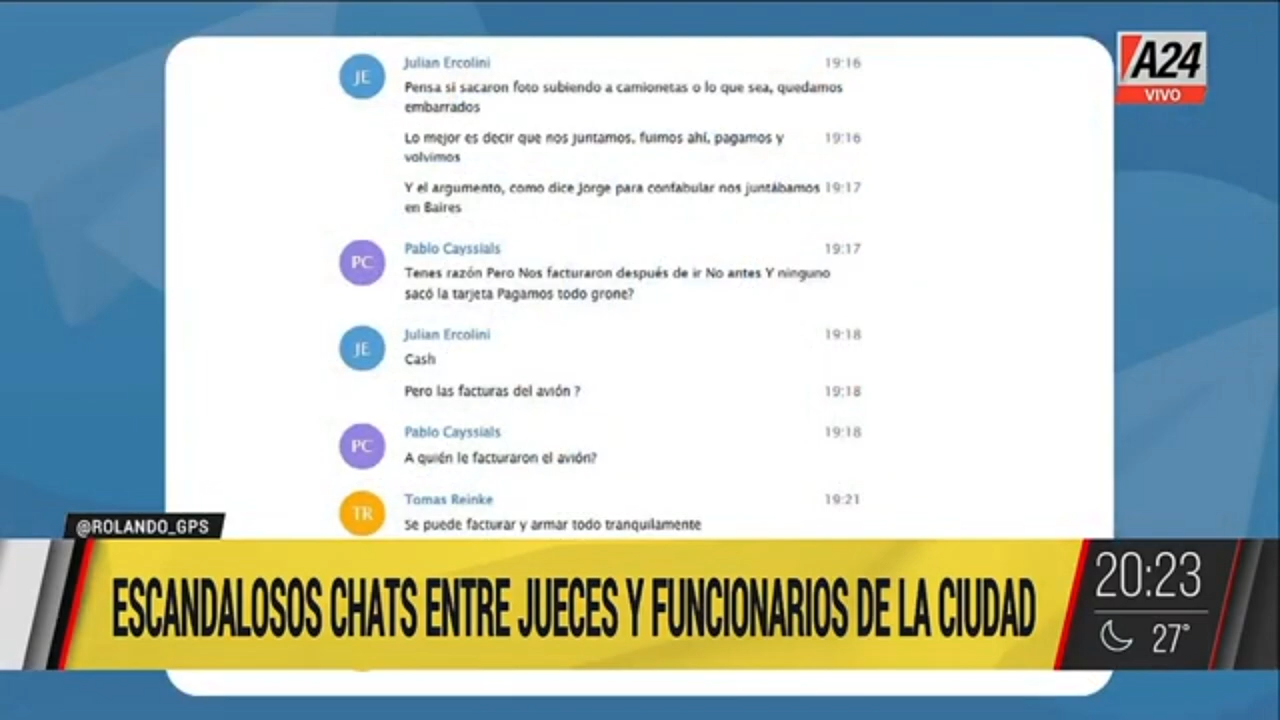 A24
VIVO
JE
Julian Ercolini 19:16
Pensa si sacaron foto subiendo a camionetas o lo que sea, quedamos
embarrados
Lo mejor es decir que nos juntamos, fuimos ahí, pagamos y 19:16
volvimos
Y el argumento, como dice Jorge para confabular nos juntábamos 19:17
en Baires
PC
Pablo Cayssials 19:17
Tenes razón Pero Nos facturaron después de ir No antes Y ninguno
sacó la tarjeta Pagamos todo grone?
JE
Julian Ercolini 19:18
Cash
Pero las facturas del avión ? 19:18
PC
Pablo Cayssials 19:18
A quién le facturaron el avión?
TR
Tomas Reinke 19:21
Se puede facturar y armar todo tranquilamente
@ROLANDO_GPS
ESCANDALOSOS CHATS ENTRE JUECES Y FUNCIONARIOS DE LA CIUDAD
20:23
27°